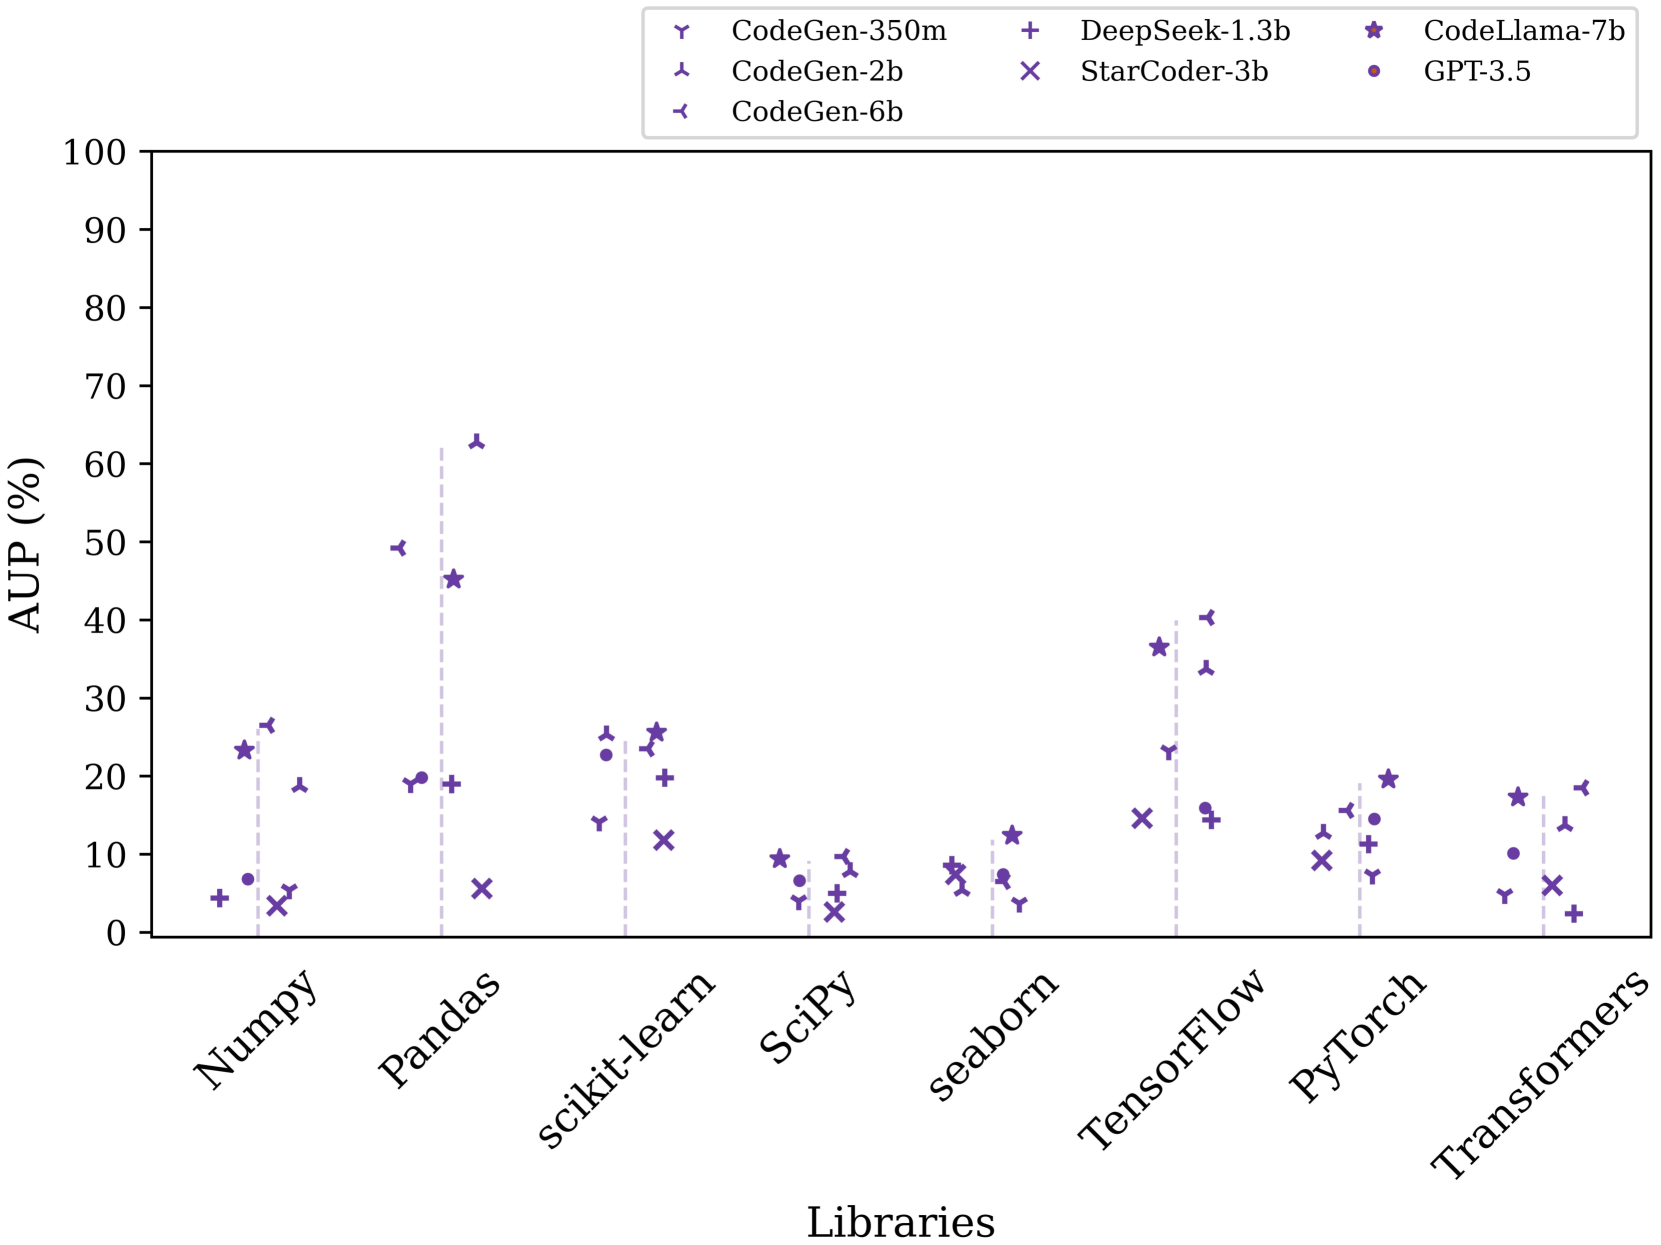 CodeGen-350m
CodeGen-2b
CodeGen-6b
DeepSeek-1.3b
StarCoder-3b
CodeLlama-7b
GPT-3.5
100
90
80
70
60
50
40
30
20
10
0
AUP (%)
Numpy
Pandas
scikit-learn
SciPy
seaborn
TensorFlow
PyTorch
Transformers
Libraries